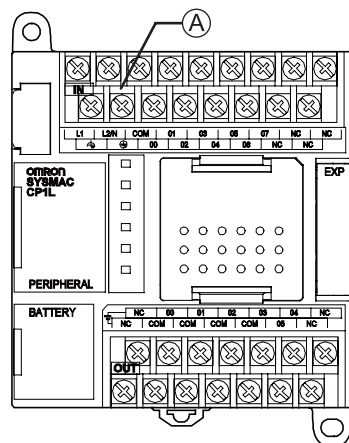 A
IN
L1 L2/N COM 01 03 05 07 NC NC
00 02 04 06 NC NC
OMRON
SYSMAC
CP1L
EXP
PERIPHERAL
BATTERY
NC 00 01 02 03 04 NC
NC COM COM COM COM 05 NC
OUT